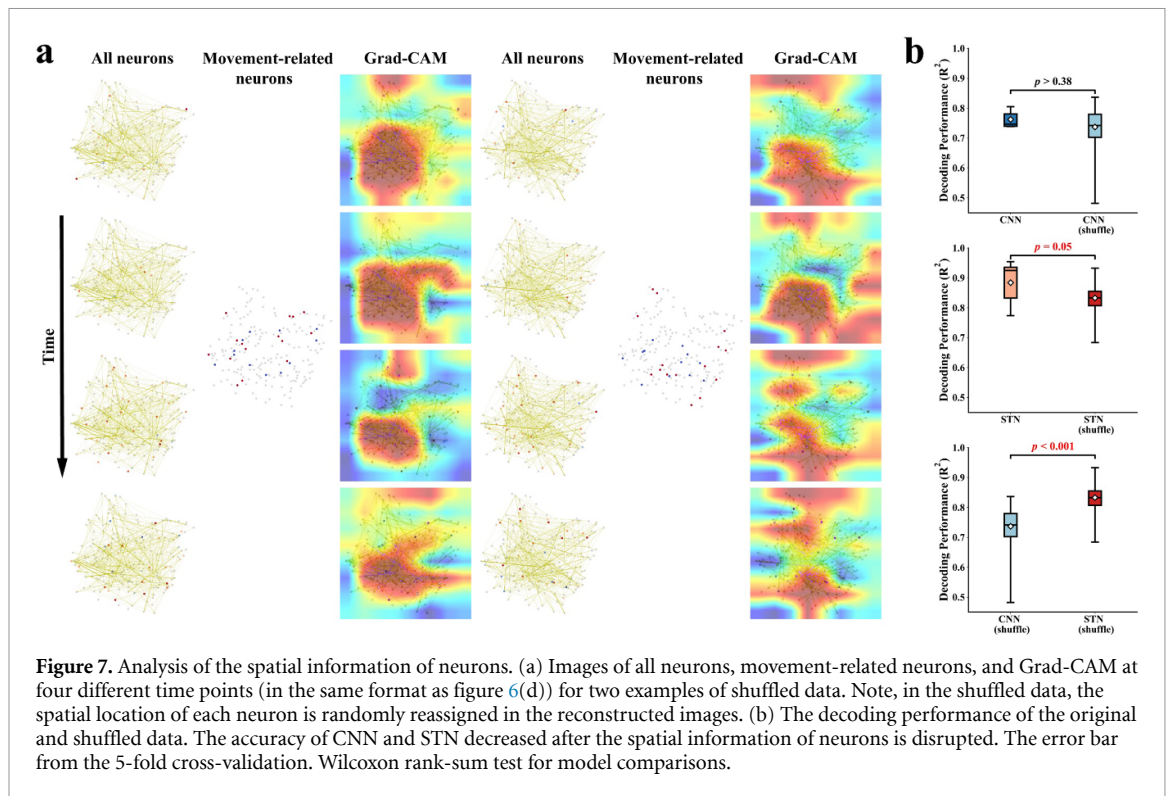 a
All neurons
Movement-related
neurons
Grad-CAM
All neurons
Movement-related
neurons
Grad-CAM
Time
b
Decoding Performance (R²)
1.0
0.9
0.8
0.7
0.6
0.5
p > 0.38
CNN
CNN
(shuffle)
Decoding Performance (R²)
1.0
0.9
0.8
0.7
0.6
0.5
p = 0.05
STN
STN
(shuffle)
Decoding Performance (R²)
1.0
0.9
0.8
0.7
0.6
0.5
p < 0.001
CNN
(shuffle)
STN
(shuffle)
Figure 7. Analysis of the spatial information of neurons. (a) Images of all neurons, movement-related neurons, and Grad-CAM at
four different time points (in the same format as figure 6(d)) for two examples of shuffled data. Note, in the shuffled data, the
spatial location of each neuron is randomly reassigned in the reconstructed images. (b) The decoding performance of the original
and shuffled data. The accuracy of CNN and STN decreased after the spatial information of neurons is disrupted. The error bar
from the 5-fold cross-validation. Wilcoxon rank-sum test for model comparisons.